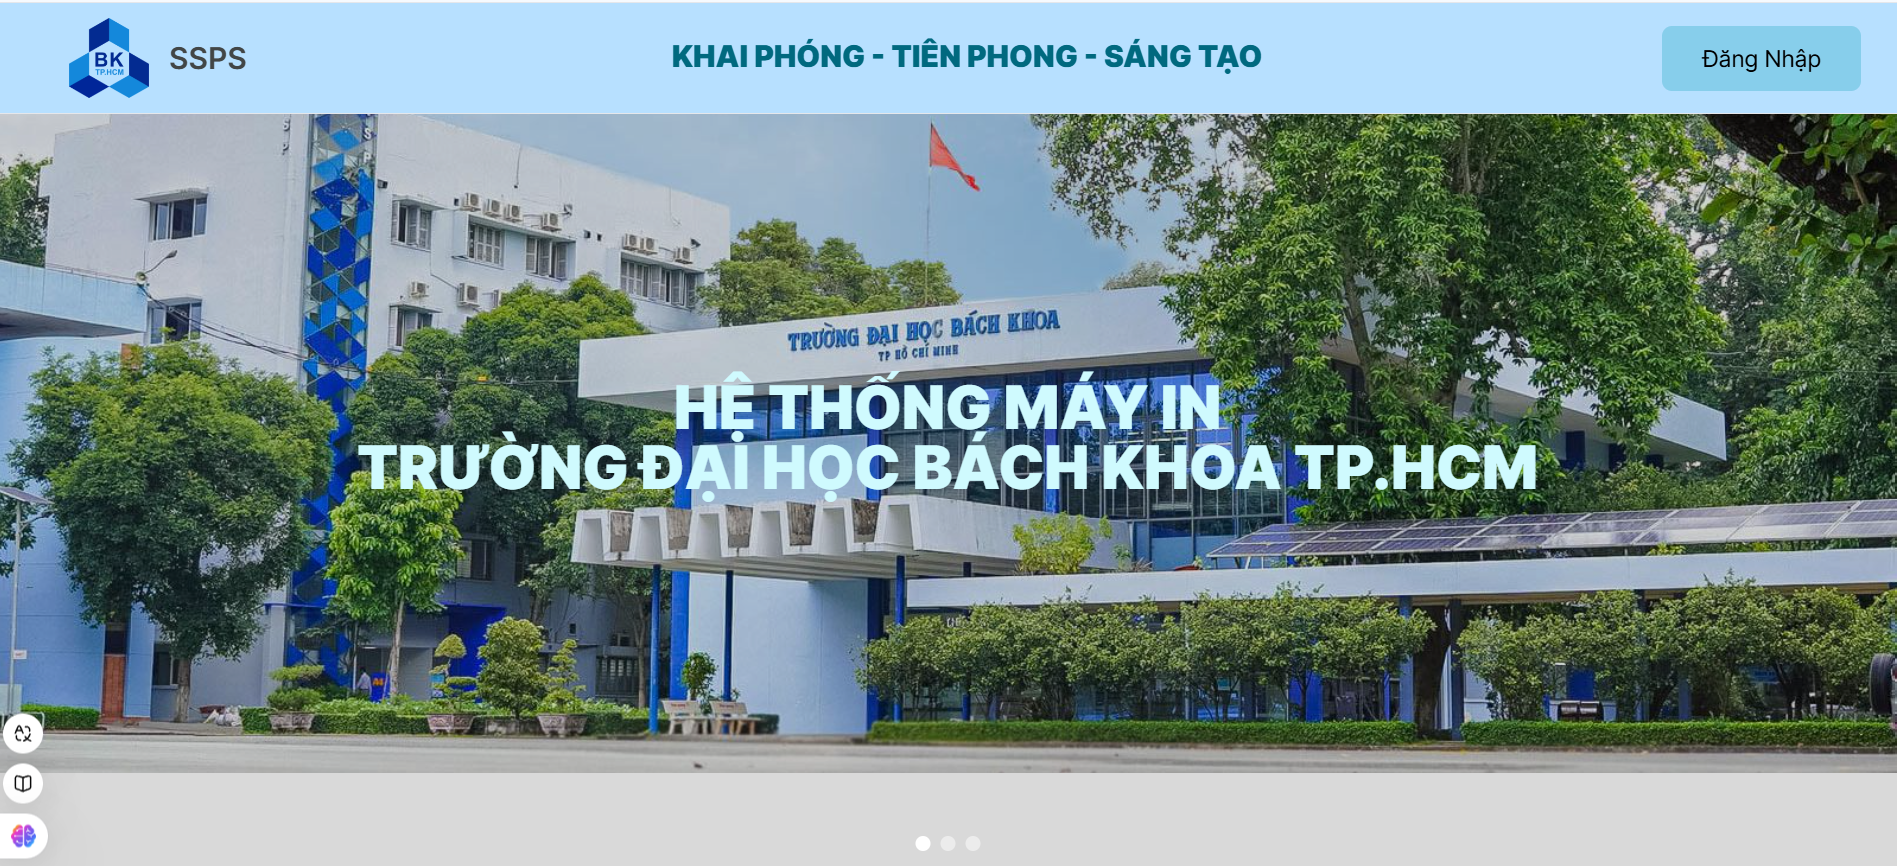 BK
TP.HCM
SSPS
KHAI PHÓNG - TIÊN PHONG - SÁNG TẠO
Đăng Nhập
TRƯỜNG ĐẠI HỌC BÁCH KHOA
TP HỒ CHÍ MINH
HỆ THỐNG MÁY IN
TRƯỜNG ĐẠI HỌC BÁCH KHOA TP.HCM